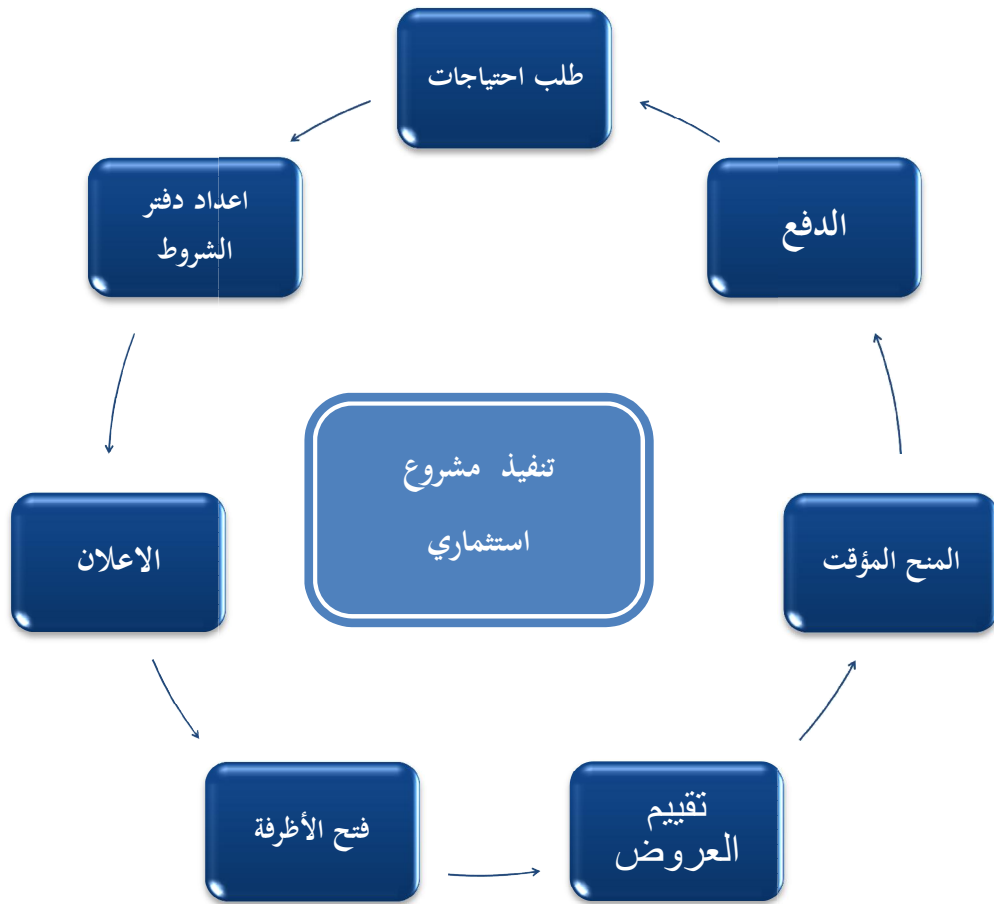 طلب احتياجات
اعداد دفتر
الشروط
الاعلان
فتح الأظرفة
تقييم
العروض
المنح المؤقت
الدفع
تنفيذ مشروع
استثماري